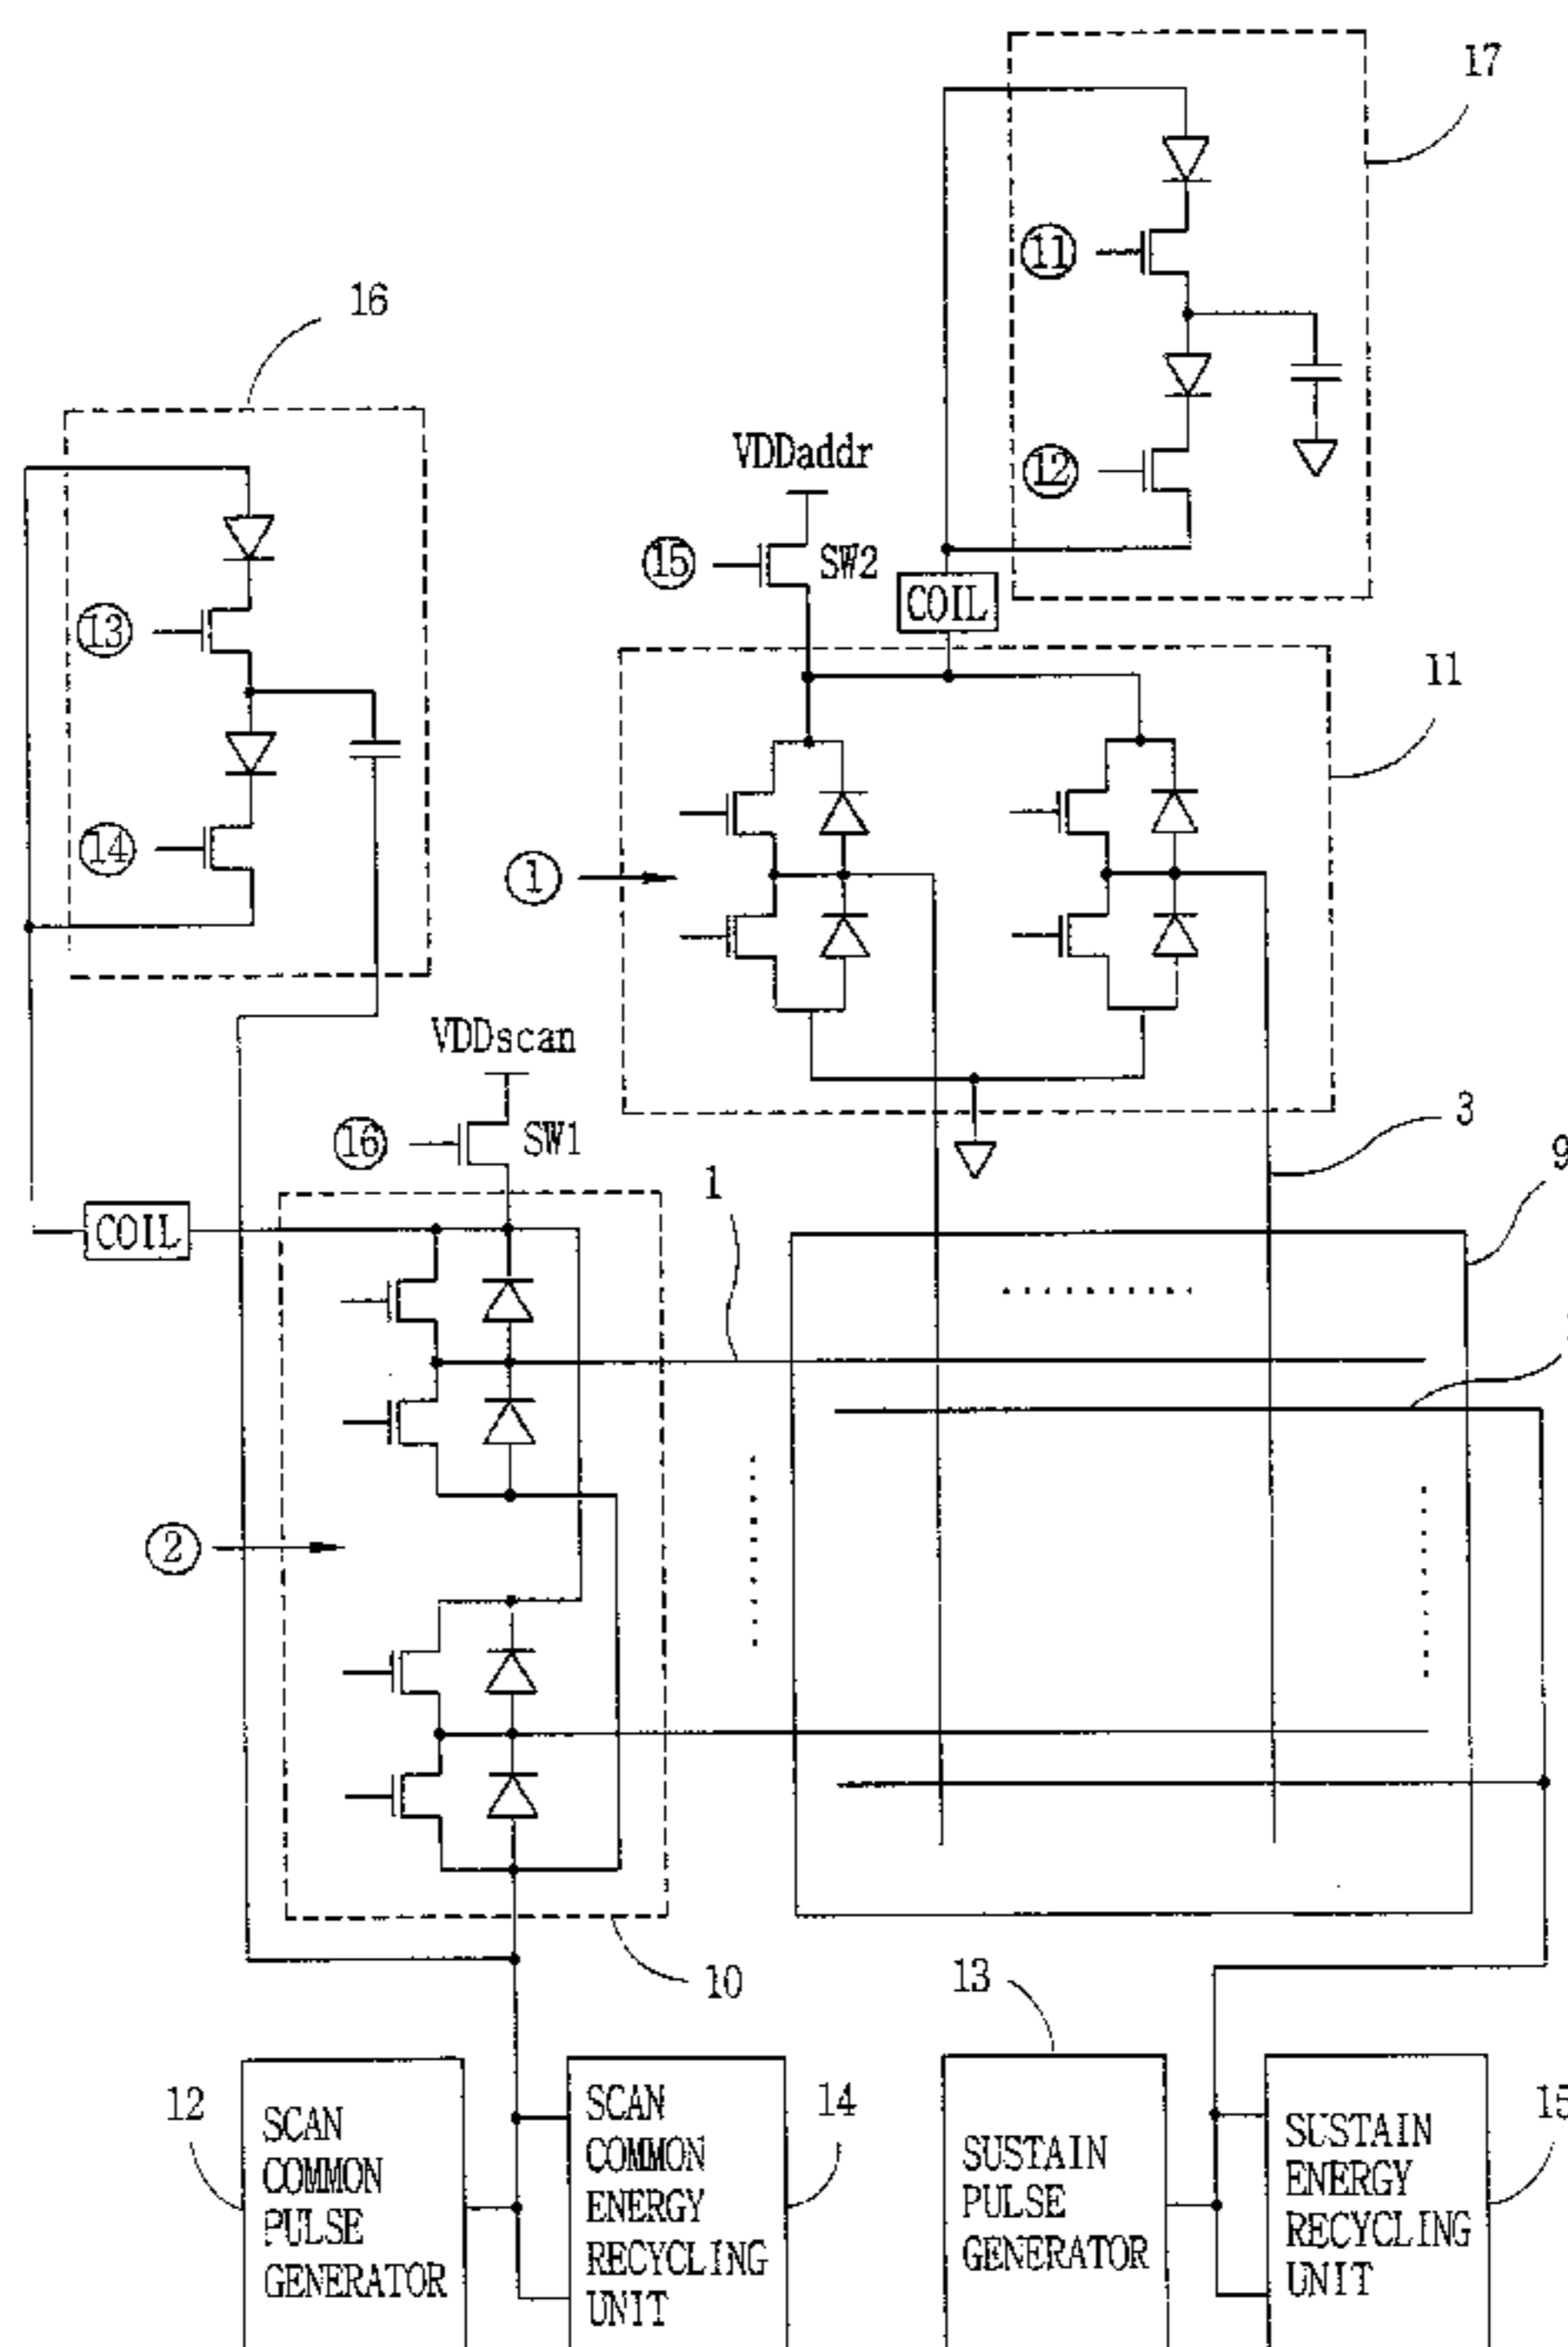 17
⑪
16
VDDaddr
⑫
⑮
SW2
COIL
⑬
11
⑭
①
VDDscan
3
⑯
SW1
9
1
COIL
②
10
13
12
SCAN
COMMON
PULSE
GENERATOR
SCAN
COMMON
ENERGY
RECYCLING
UNIT
14
SUSTAIN
PULSE
GENERATOR
SUSTAIN
ENERGY
RECYCLING
UNIT
15